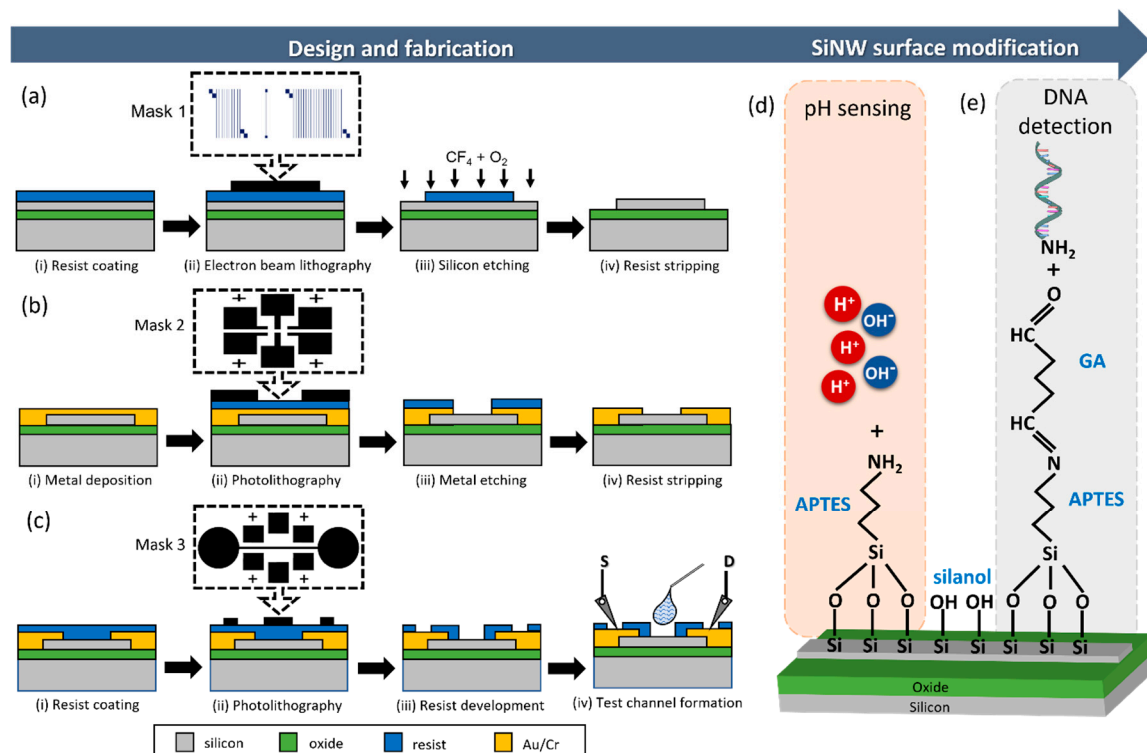 Design and fabrication
SiNW surface modification
(a)
Mask 1
CF₄ + O₂
(i) Resist coating
(ii) Electron beam lithography
(iii) Silicon etching
(iv) Resist stripping
(b)
Mask 2
+ +
+ +
(i) Metal deposition
(ii) Photolithography
(iii) Metal etching
(iv) Resist stripping
(c)
Mask 3
+ +
+ +
S
D
(i) Resist coating
(ii) Photolithography
(iii) Resist development
(iv) Test channel formation
silicon
oxide
resist
Au/Cr
(d)
pH sensing
H⁺
OH⁻
H⁺
OH⁻
H⁺
+
NH₂
APTES
Si
O O O
silanol
OH OH
(e)
DNA
detection
NH₂
+
O
HC
GA
HC
N
APTES
Si
O O O
Si Si Si Si Si Si Si Si
Oxide
Silicon